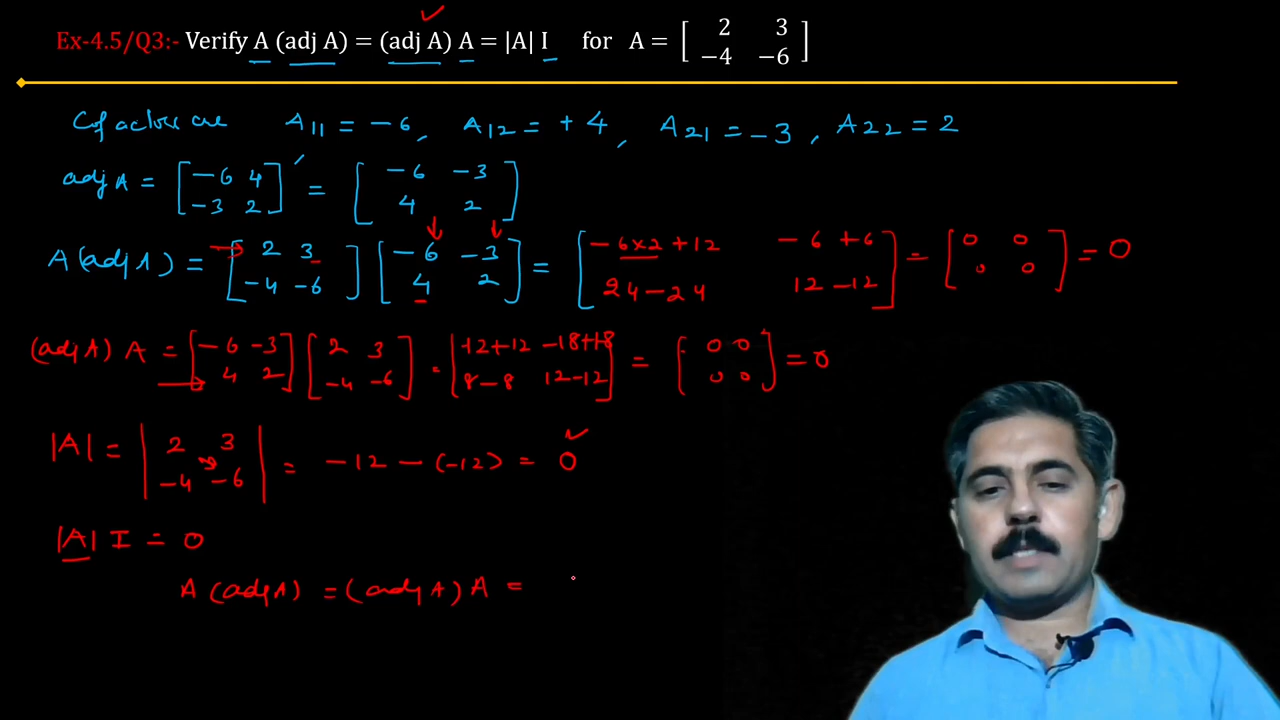 Ex-4.5/Q3:- Verify A (adj A) = (adj A) A = |A| I for A = [ 2 3 −4 −6 ]
Cofactors are A11 = −6 , A12 = +4 , A21 = −3 , A22 = 2
adj A = [ −6 4 −3 2 ]′ = [ −6 −3 4 2 ]
A (adj A) = [ 2 3 −4 −6 ] [ −6 −3 4 2 ] = [ −6×2+12 −6+6 24−24 12−12 ] = [ 0 0 0 0 ] = 0
(adj A) A = [ −6 −3 4 2 ] [ 2 3 −4 −6 ] = [ 12+12 −18+18 8−8 12−12 ] = [ 0 0 0 0 ] = 0
|A| = | 2 3 −4 −6 | = −12 − (−12) = 0
|A| I = 0
A (adj A) = (adj A) A =